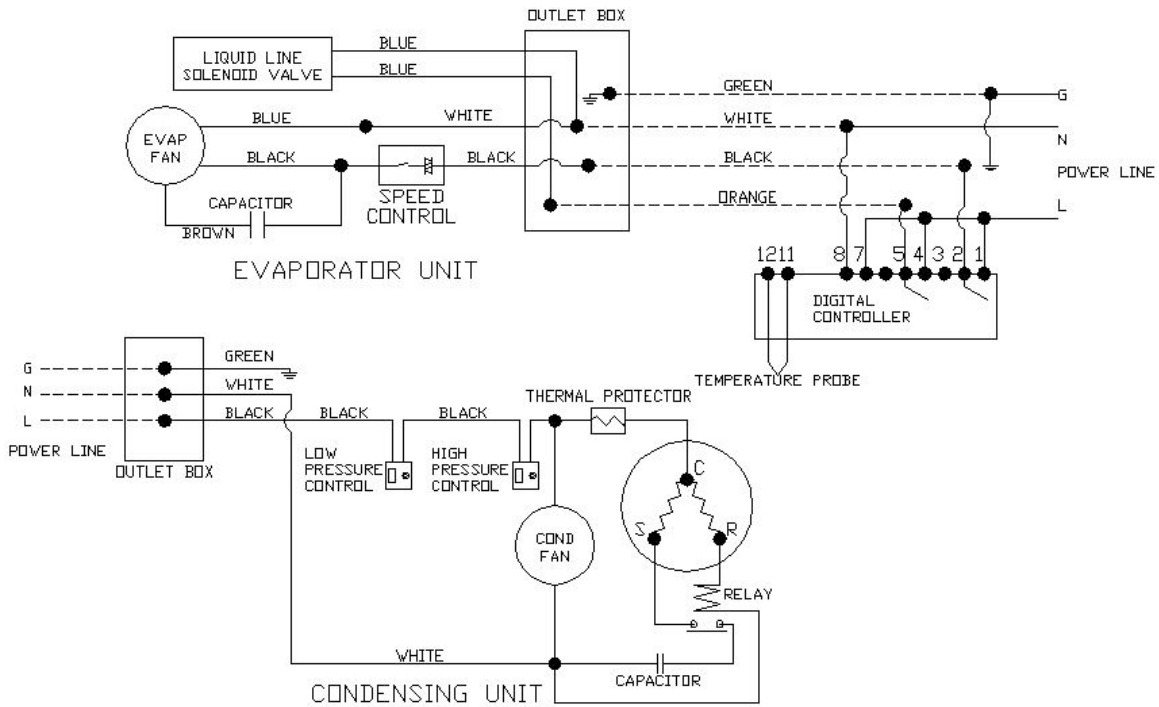 OUTLET BOX
LIQUID LINE
SOLENOID VALVE
BLUE
BLUE
GREEN
G
EVAP
FAN
BLUE
WHITE
WHITE
N
BLACK
BLACK
BLACK
POWER LINE
SPEED
CONTROL
CAPACITOR
BROWN
ORANGE
L
EVAPORATOR UNIT
12 11 8 7 5 4 3 2 1
DIGITAL
CONTROLLER
TEMPERATURE PROBE
G
GREEN
N
WHITE
L
BLACK
BLACK
BLACK
POWER LINE
OUTLET BOX
LOW
PRESSURE
CONTROL
HIGH
PRESSURE
CONTROL
THERMAL PROTECTOR
C
S
R
COND
FAN
RELAY
WHITE
CAPACITOR
CONDENSING UNIT